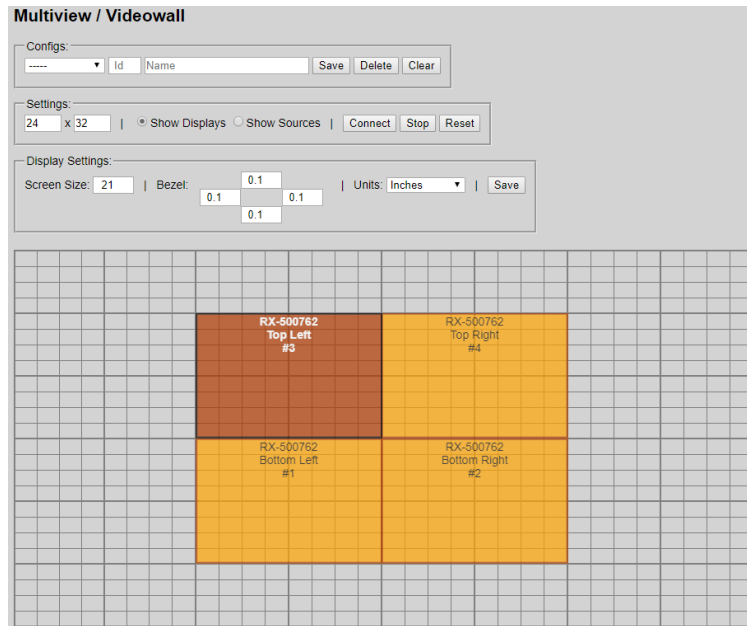 Multiview / Videowall
Configs:
----- Id Name Save Delete Clear
Settings:
24 x 32 | Show Displays Show Sources | Connect Stop Reset
Display Settings:
0.1
Screen Size: 21 | Bezel: 0.1 0.1 | Units: Inches | Save
0.1
RX-500762 RX-500762
Top Left Top Right
#3 #4
RX-500762 RX-500762
Bottom Left Bottom Right
#1 #2